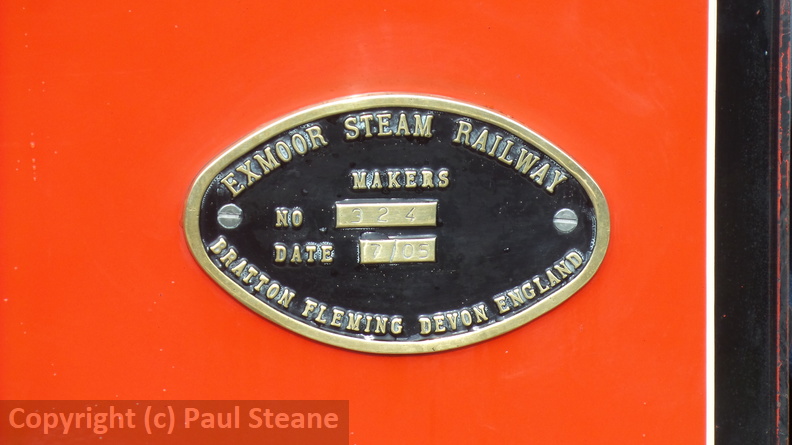 EXMOOR STEAM RAILWAY
MAKERS
NO 324
DATE 7/05
BRATTON FLEMING DEVON ENGLAND
Copyright (c) Paul Steane